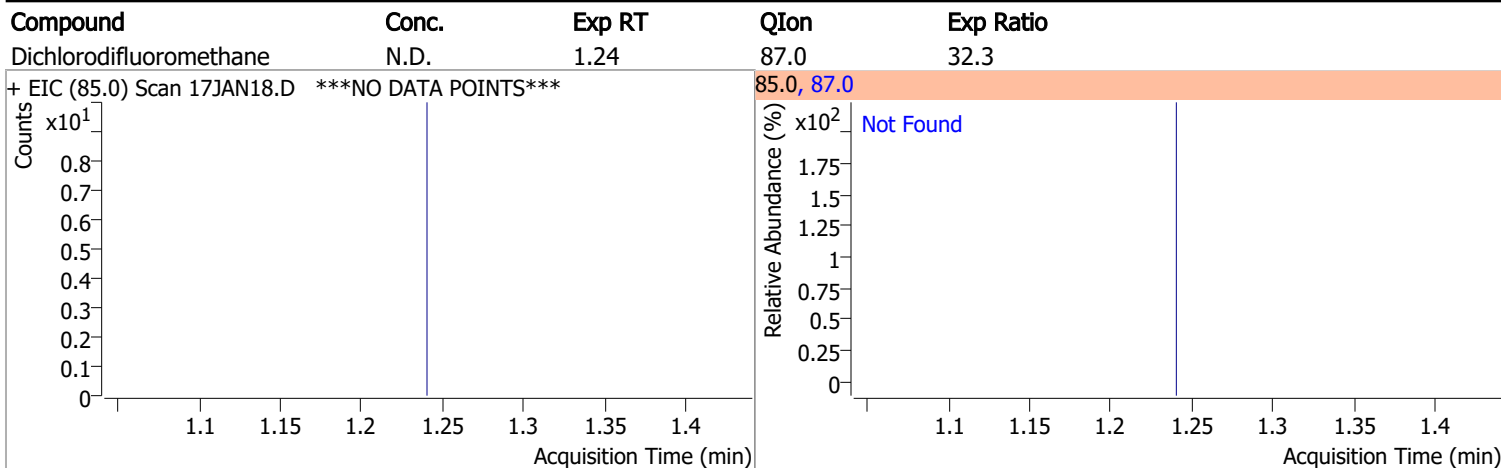 Compound Conc. Exp RT QIon Exp Ratio
Dichlorodifluoromethane N.D. 1.24 87.0 32.3
+ EIC (85.0) Scan 17JAN18.D ***NO DATA POINTS***
Counts
x10¹
0.8
0.7
0.6
0.5
0.4
0.3
0.2
0.1
0
1.1 1.15 1.2 1.25 1.3 1.35 1.4
Acquisition Time (min)
85.0, 87.0
Relative Abundance (%)
x10²
Not Found
1.75
1.5
1.25
1
0.75
0.5
0.25
0
1.1 1.15 1.2 1.25 1.3 1.35 1.4
Acquisition Time (min)